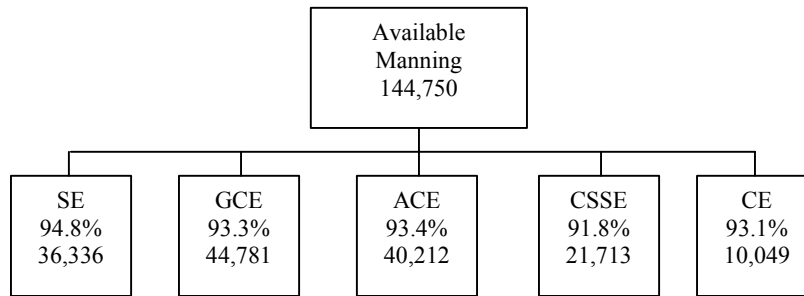 Available
Manning
144,750
SE
94.8%
36,336
GCE
93.3%
44,781
ACE
93.4%
40,212
CSSE
91.8%
21,713
CE
93.1%
10,049